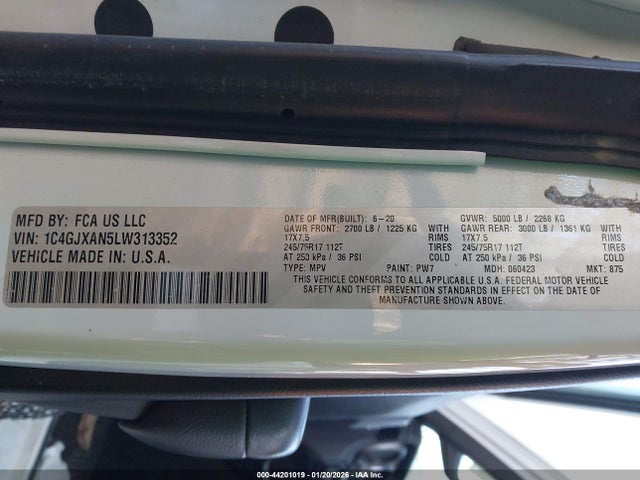 MFD BY: FCA US LLC
VIN: 1C4GJXAN5LW313352
VEHICLE MADE IN U.S.A.
DATE OF MFR(BUILT): 6-20 GVWR: 5000 LB / 2268 KG
GAWR FRONT: 2700 LB / 1225 KG WITH GAWR REAR: 3000 LB / 1361 KG WITH
17X7.5 RIMS 17X7.5 RIMS
245/75R17 112T TIRES 245/75R17 112T TIRES
AT 250 kPa / 36 PSI COLD AT 250 kPa / 36 PSI COLD
TYPE: MPV PAINT: PW7 MDH: 060423 MKT: 875
THIS VEHICLE CONFORMS TO ALL APPLICABLE U.S.A. FEDERAL MOTOR VEHICLE
SAFETY AND THEFT PREVENTION STANDARDS IN EFFECT ON THE DATE OF
MANUFACTURE SHOWN ABOVE.
000-44201019 | 01/20/2026 | IAAI.COM